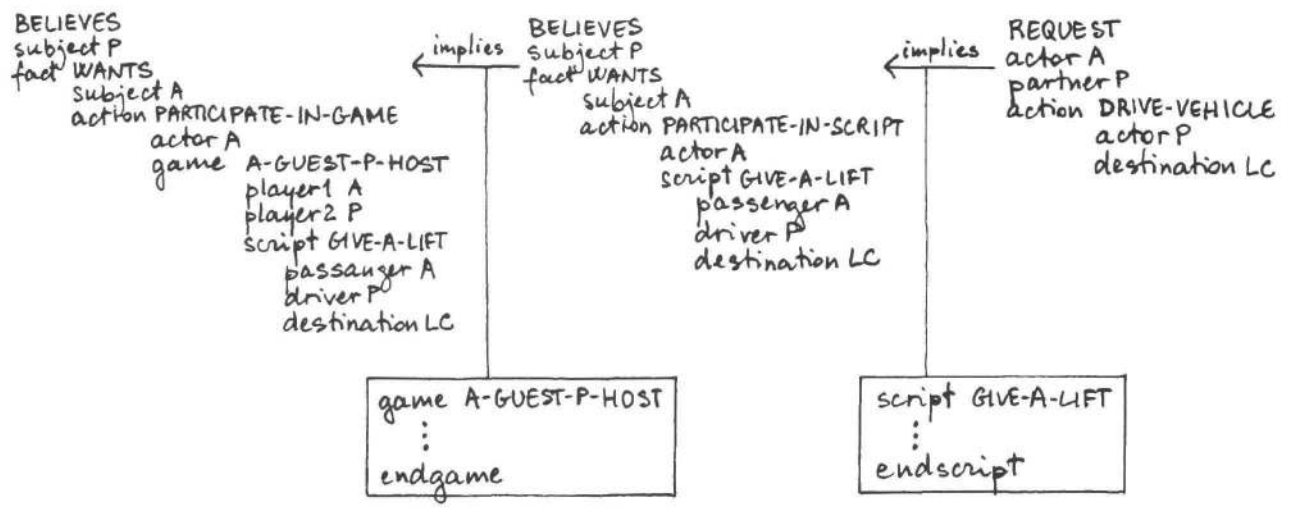 BELIEVES
subject P
fact WANTS
subject A
action PARTICIPATE-IN-GAME
actor A
game A-GUEST-P-HOST
player1 A
player2 P
script GIVE-A-LIFT
passanger A
driver P
destination LC
implies
BELIEVES
subject P
fact WANTS
subject A
action PARTICIPATE-IN-SCRIPT
actor A
script GIVE-A-LIFT
passenger A
driver P
destination LC
implies
REQUEST
actor A
partner P
action DRIVE-VEHICLE
actor P
destination LC
game A-GUEST-P-HOST
⋮
endgame
script GIVE-A-LIFT
⋮
endscript